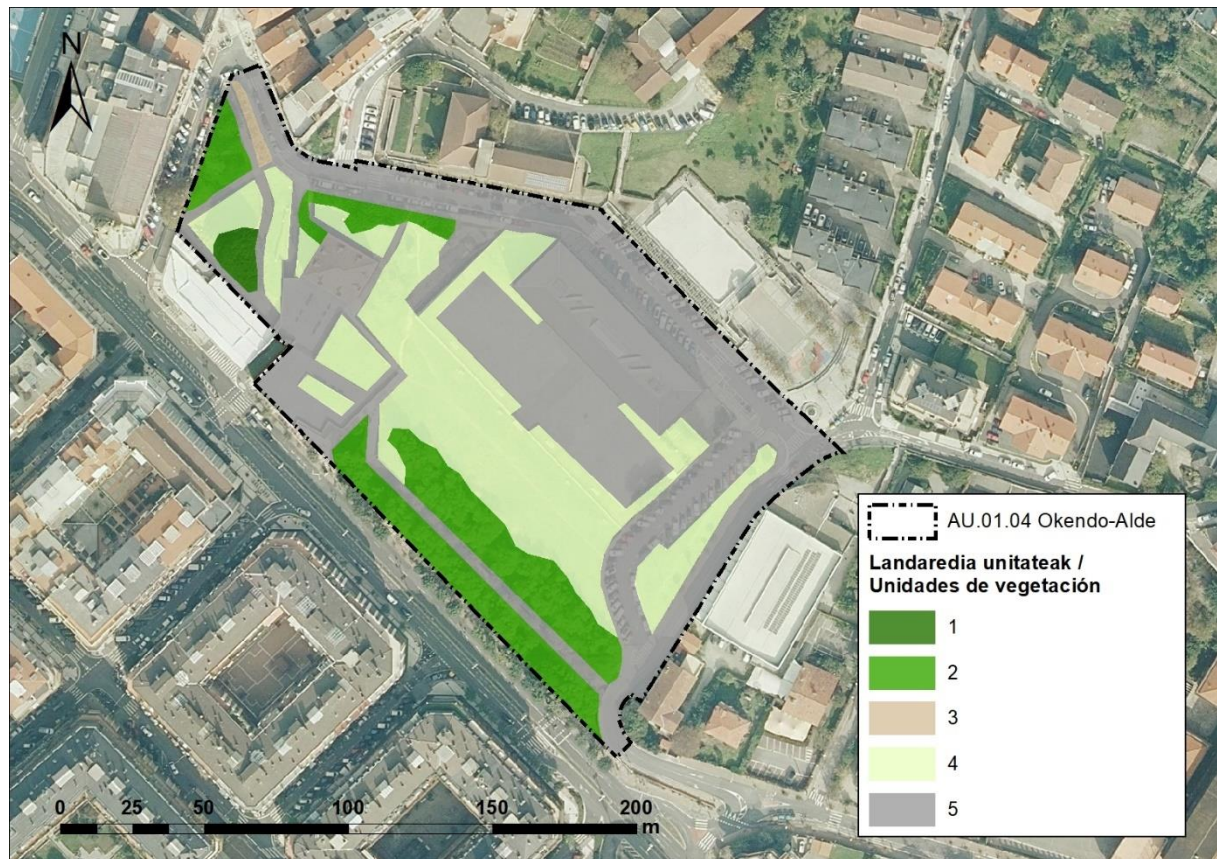 N
AU.01.04 Okendo-Alde
Landaredia unitateak /
Unidades de vegetación
1
2
3
4
5
0 25 50 100 150 200
m